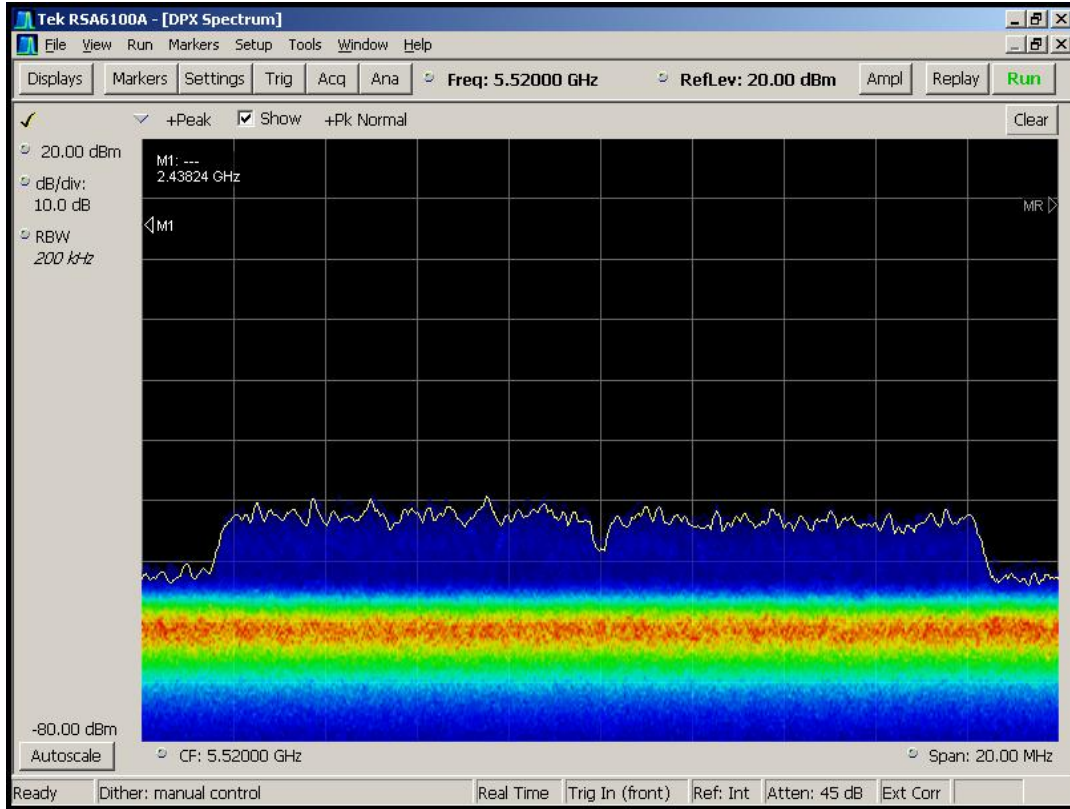 Tek RSA6100A - [DPX Spectrum]
File View Run Markers Setup Tools Window Help
Displays Markers Settings Trig Acq Ana Freq: 5.52000 GHz RefLev: 20.00 dBm Ampl Replay Run
+Peak Show +Pk Normal Clear
20.00 dBm
M1: ---
2.43824 GHz
dB/div:
10.0 dB
MR
M1
RBW
200 kHz
-80.00 dBm
Autoscale CF: 5.52000 GHz Span: 20.00 MHz
Ready Dither: manual control Real Time Trig In (front) Ref: Int Atten: 45 dB Ext Corr